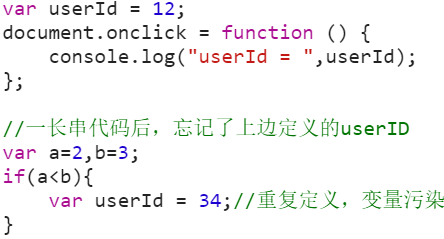 var userId = 12;
document.onclick = function () {
    console.log("userId = ",userId);
};
//一长串代码后，忘记了上边定义的userID
var a=2,b=3;
if(a<b){
    var userId = 34;//重复定义，变量污染
}